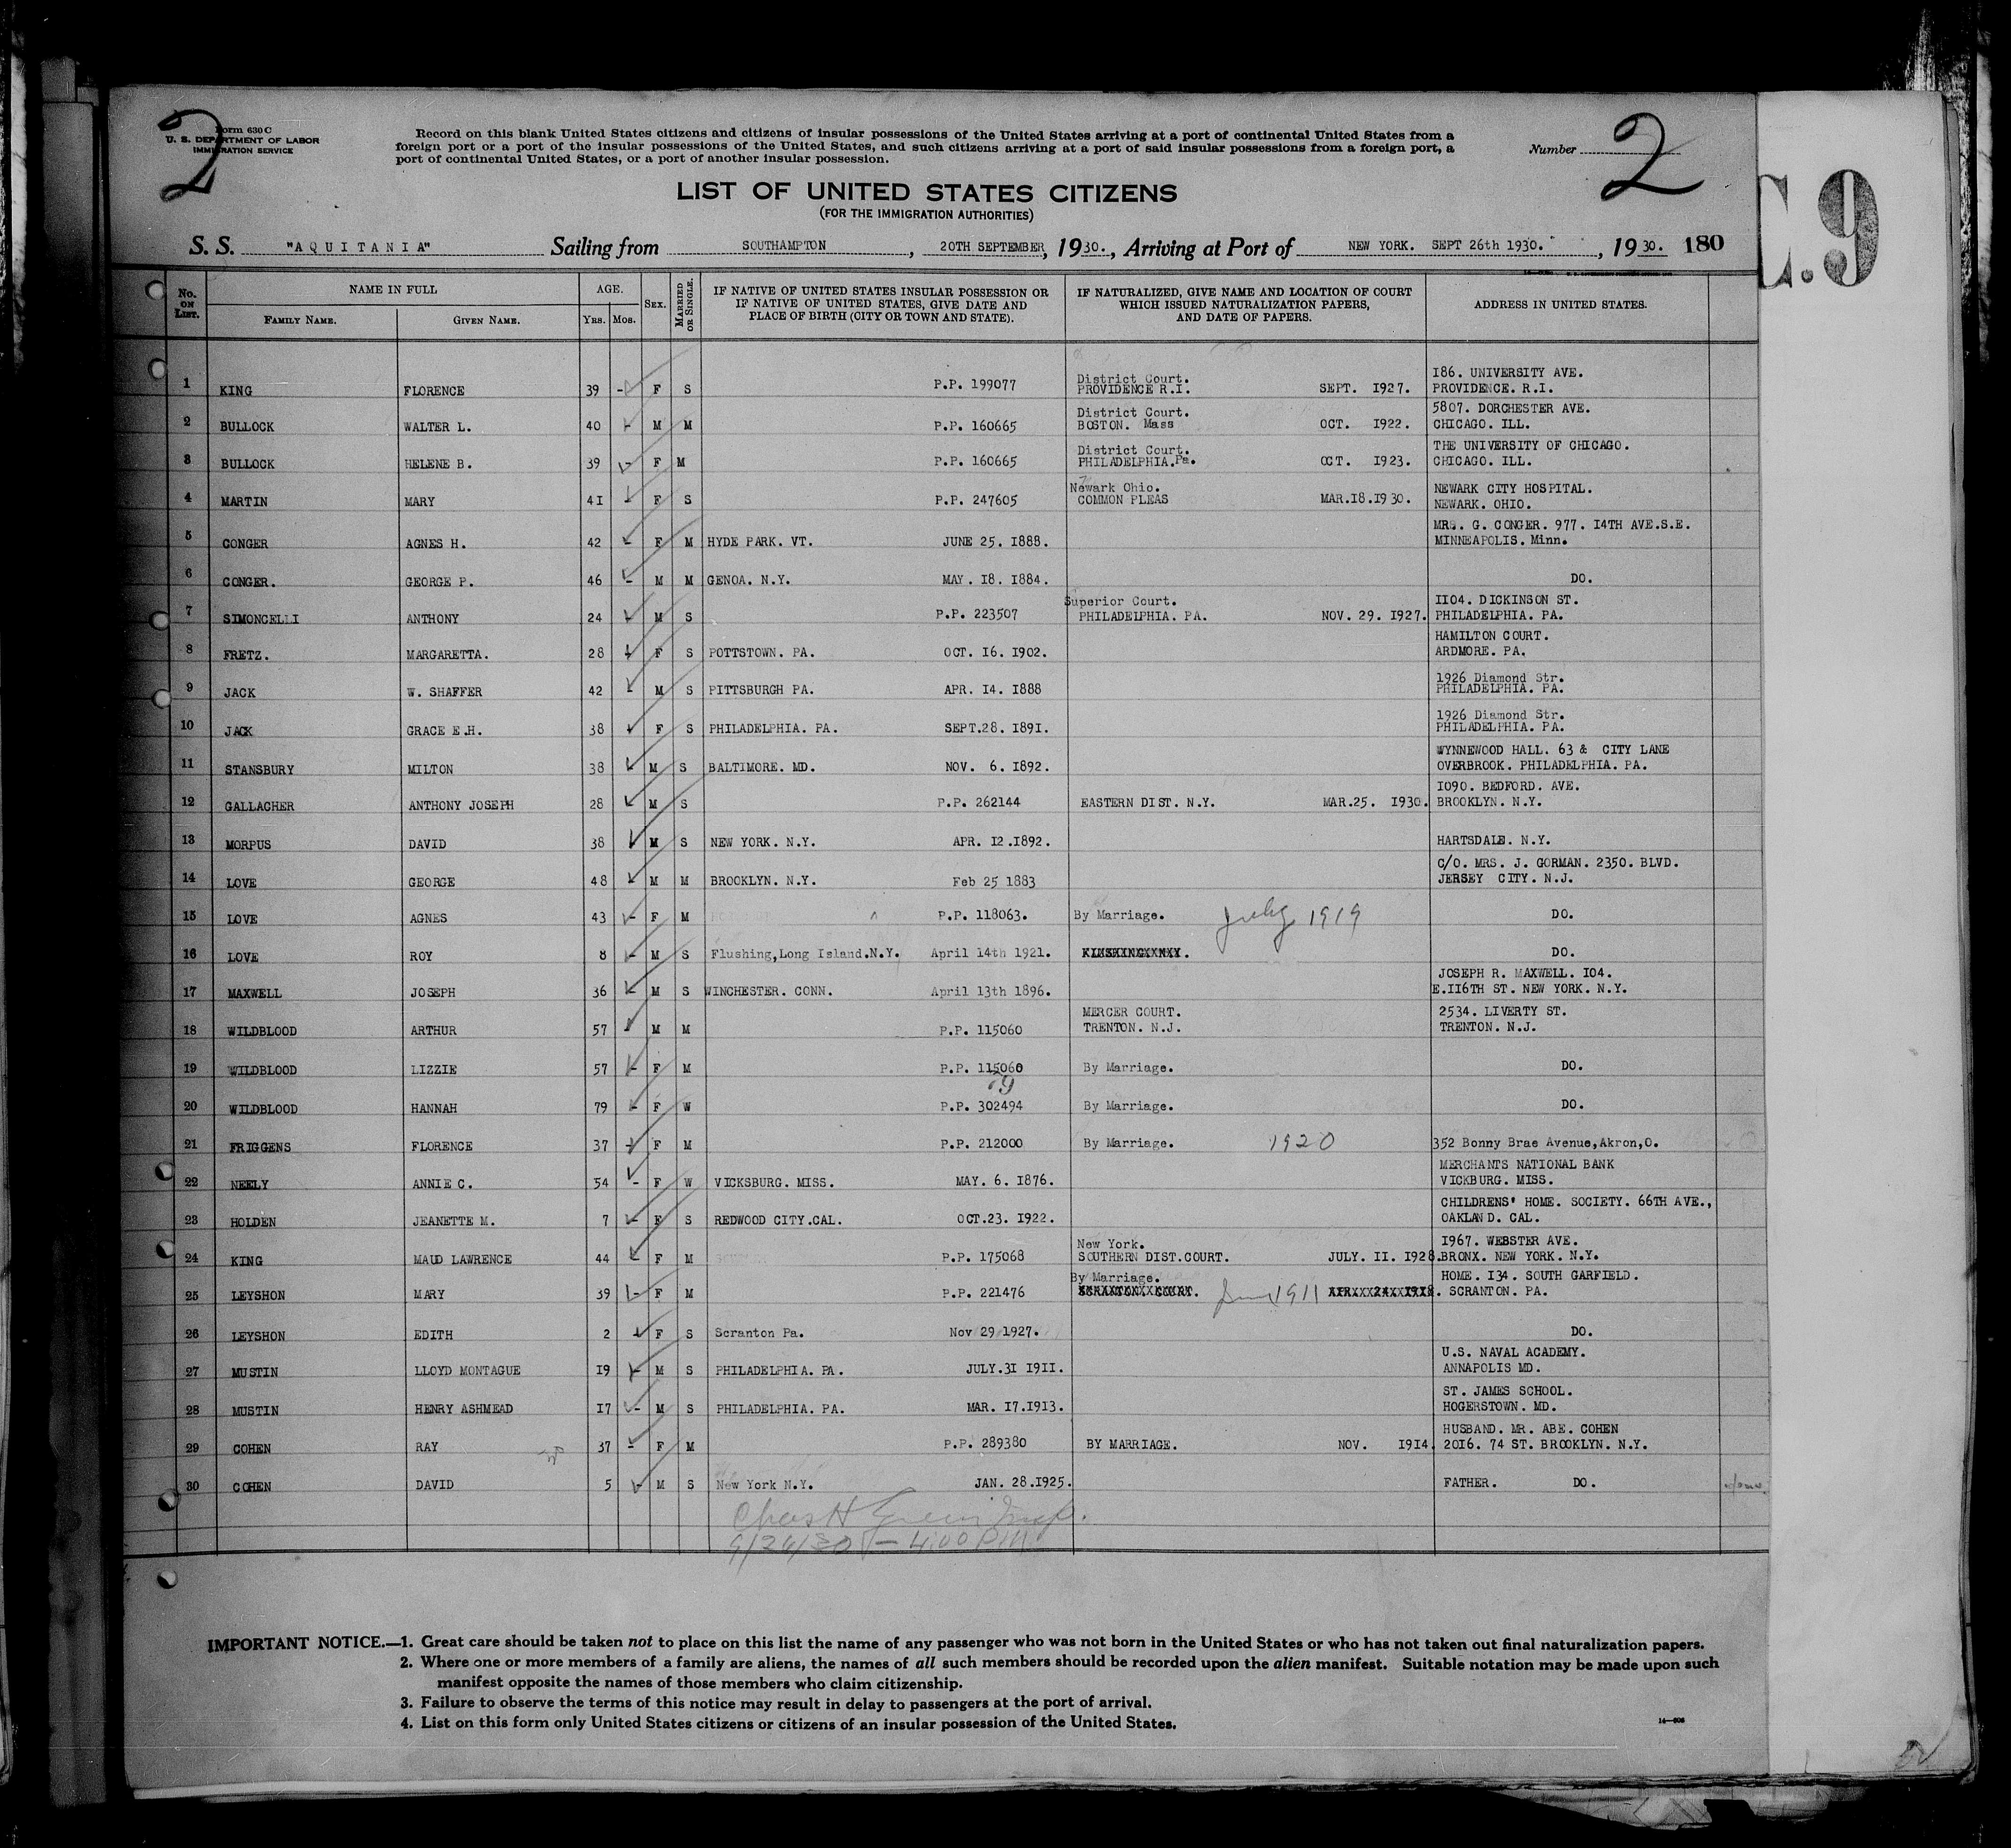 2
2
Form 630 C
U. S. DEPARTMENT OF LABOR
IMMIGRATION SERVICE
Record on this blank United States citizens and citizens of insular possessions of the United States arriving at a port of continental United States from a
foreign port or a port of the insular possessions of the United States, and such citizens arriving at a port of said insular possessions from a foreign port, a
port of continental United States, or a port of another insular possession.
Number
C.9
LIST OF UNITED STATES CITIZENS
(FOR THE IMMIGRATION AUTHORITIES)
S. S. "AQUITANIA" Sailing from SOUTHAMPTON, 20TH SEPTEMBER, 1930., Arriving at Port of NEW YORK. SEPT 26th 1930., 1930. 180
No. ON LIST. NAME IN FULL FAMILY NAME. GIVEN NAME. AGE. YRS. MOS. SEX. MARRIED OR SINGLE. IF NATIVE OF UNITED STATES INSULAR POSSESSION OR IF NATIVE OF UNITED STATES, GIVE DATE AND PLACE OF BIRTH (CITY OR TOWN AND STATE). IF NATURALIZED, GIVE NAME AND LOCATION OF COURT WHICH ISSUED NATURALIZATION PAPERS, AND DATE OF PAPERS. ADDRESS IN UNITED STATES.
1 KING FLORENCE 39 - F S P.P. 199077 District Court. PROVIDENCE R.I. SEPT. 1927. 186. UNIVERSITY AVE. PROVIDENCE. R.I.
2 BULLOCK WALTER L. 40 - M M P.P. 160665 District Court. BOSTON. Mass OCT. 1922. 5807. DORCHESTER AVE. CHICAGO. ILL.
3 BULLOCK HELENE B. 39 - F M P.P. 160665 District Court. PHILADELPHIA.Pa. OCT. 1923. THE UNIVERSITY OF CHICAGO. CHICAGO. ILL.
4 MARTIN MARY 41 - F S P.P. 247605 Newark Ohio. COMMON PLEAS MAR.18.1930. NEWARK CITY HOSPITAL. NEWARK. OHIO.
5 CONGER AGNES H. 42 - F M HYDE PARK. VT. JUNE 25. 1888. MRS. G. CONGER. 977. 14TH AVE.S.E. MINNEAPOLIS. Minn.
6 CONGER. GEORGE P. 46 - M M GENOA. N.Y. MAY. 18. 1884. DO.
7 SIMONCELLI ANTHONY 24 - M S P.P. 223507 Superior Court. PHILADELPHIA. PA. NOV. 29. 1927. 1104. DICKINSON ST. PHILADELPHIA. PA.
8 FRETZ. MARGARETTA. 28 - F S POTTSTOWN. PA. OCT. 16. 1902. HAMILTON COURT. ARDMORE. PA.
9 JACK W. SHAFFER 42 - M S PITTSBURGH PA. APR. 14. 1888 1926 Diamond Str. PHILADELPHIA. PA.
10 JACK GRACE E.H. 38 - F S PHILADELPHIA. PA. SEPT.28. 1891. 1926 Diamond Str. PHILADELPHIA. PA.
11 STANSBURY MILTON 38 - M S BALTIMORE. MD. NOV. 6. 1892. WYNNEWOOD HALL. 63 & CITY LANE OVERBROOK. PHILADELPHIA. PA.
12 GALLACHER ANTHONY JOSEPH 28 - M S P.P. 262144 EASTERN DIST. N.Y. MAR.25. 1930. 1090. BEDFORD. AVE. BROOKLYN. N.Y.
13 MORPUS DAVID 38 - M S NEW YORK. N.Y. APR. 12.1892. HARTSDALE. N.Y.
14 LOVE GEORGE 48 - M M BROOKLYN. N.Y. Feb 25 1883 C/O. MRS. J. GORMAN. 2350. BLVD. JERSEY CITY. N.J.
15 LOVE AGNES 43 - F M P.P. 118063. By Marriage. July 1919 DO.
16 LOVE ROY 8 - M S Flushing,Long Island.N.Y. April 14th 1921. DO.
17 MAXWELL JOSEPH 36 - M S WINCHESTER. CONN. April 13th 1896. JOSEPH R. MAXWELL. 104. E.116TH ST. NEW YORK. N.Y.
18 WILDBLOOD ARTHUR 57 - M M P.P. 115060 MERCER COURT. TRENTON. N.J. 2534. LIVERTY ST. TRENTON. N.J.
19 WILDBLOOD LIZZIE 57 - F M P.P. 115060 By Marriage. DO.
20 WILDBLOOD HANNAH 79 - F W P.P. 302494 By Marriage. DO.
21 FRIGGENS FLORENCE 37 - F M P.P. 212000 By Marriage. 1920 352 Bonny Brae Avenue,Akron,O.
22 NEELY ANNIE C. 54 - F W VICKSBURG. MISS. MAY. 6. 1876. MERCHANTS NATIONAL BANK VICKBURG. MISS.
23 HOLDEN JEANETTE M. 7 - F S REDWOOD CITY.CAL. OCT.23. 1922. CHILDRENS' HOME. SOCIETY. 66TH AVE., OAKLAND. CAL.
24 KING MAUD LAWRENCE 44 - F M P.P. 175068 New York. SOUTHERN DIST.COURT. JULY. 11. 1928. 1967. WEBSTER AVE. BRONX. NEW YORK. N.Y.
25 LEYSHON MARY 39 - F M P.P. 221476 By Marriage. 1911 HOME. 134. SOUTH GARFIELD. SCRANTON. PA.
26 LEYSHON EDITH 2 - F S Scranton Pa. Nov 29 1927. DO.
27 MUSTIN LLOYD MONTAGUE 19 - M S PHILADELPHIA. PA. JULY.31 1911. U.S. NAVAL ACADEMY. ANNAPOLIS MD.
28 MUSTIN HENRY ASHMEAD 17 - M S PHILADELPHIA. PA. MAR. 17.1913. ST. JAMES SCHOOL. HOGERSTOWN. MD.
29 COHEN RAY 37 - F M P.P. 289380 BY MARRIAGE. NOV. 1914. HUSBAND. MR. ABE. COHEN 2016. 74 ST. BROOKLYN. N.Y.
30 COHEN DAVID 5 - M S New York N.Y. JAN. 28.1925. FATHER. DO.
Chas H Green Insp.
9/26/30 — 4:00 PM
IMPORTANT NOTICE.—1. Great care should be taken not to place on this list the name of any passenger who was not born in the United States or who has not taken out final naturalization papers.
2. Where one or more members of a family are aliens, the names of all such members should be recorded upon the alien manifest. Suitable notation may be made upon such
manifest opposite the names of those members who claim citizenship.
3. Failure to observe the terms of this notice may result in delay to passengers at the port of arrival.
4. List on this form only United States citizens or citizens of an insular possession of the United States.